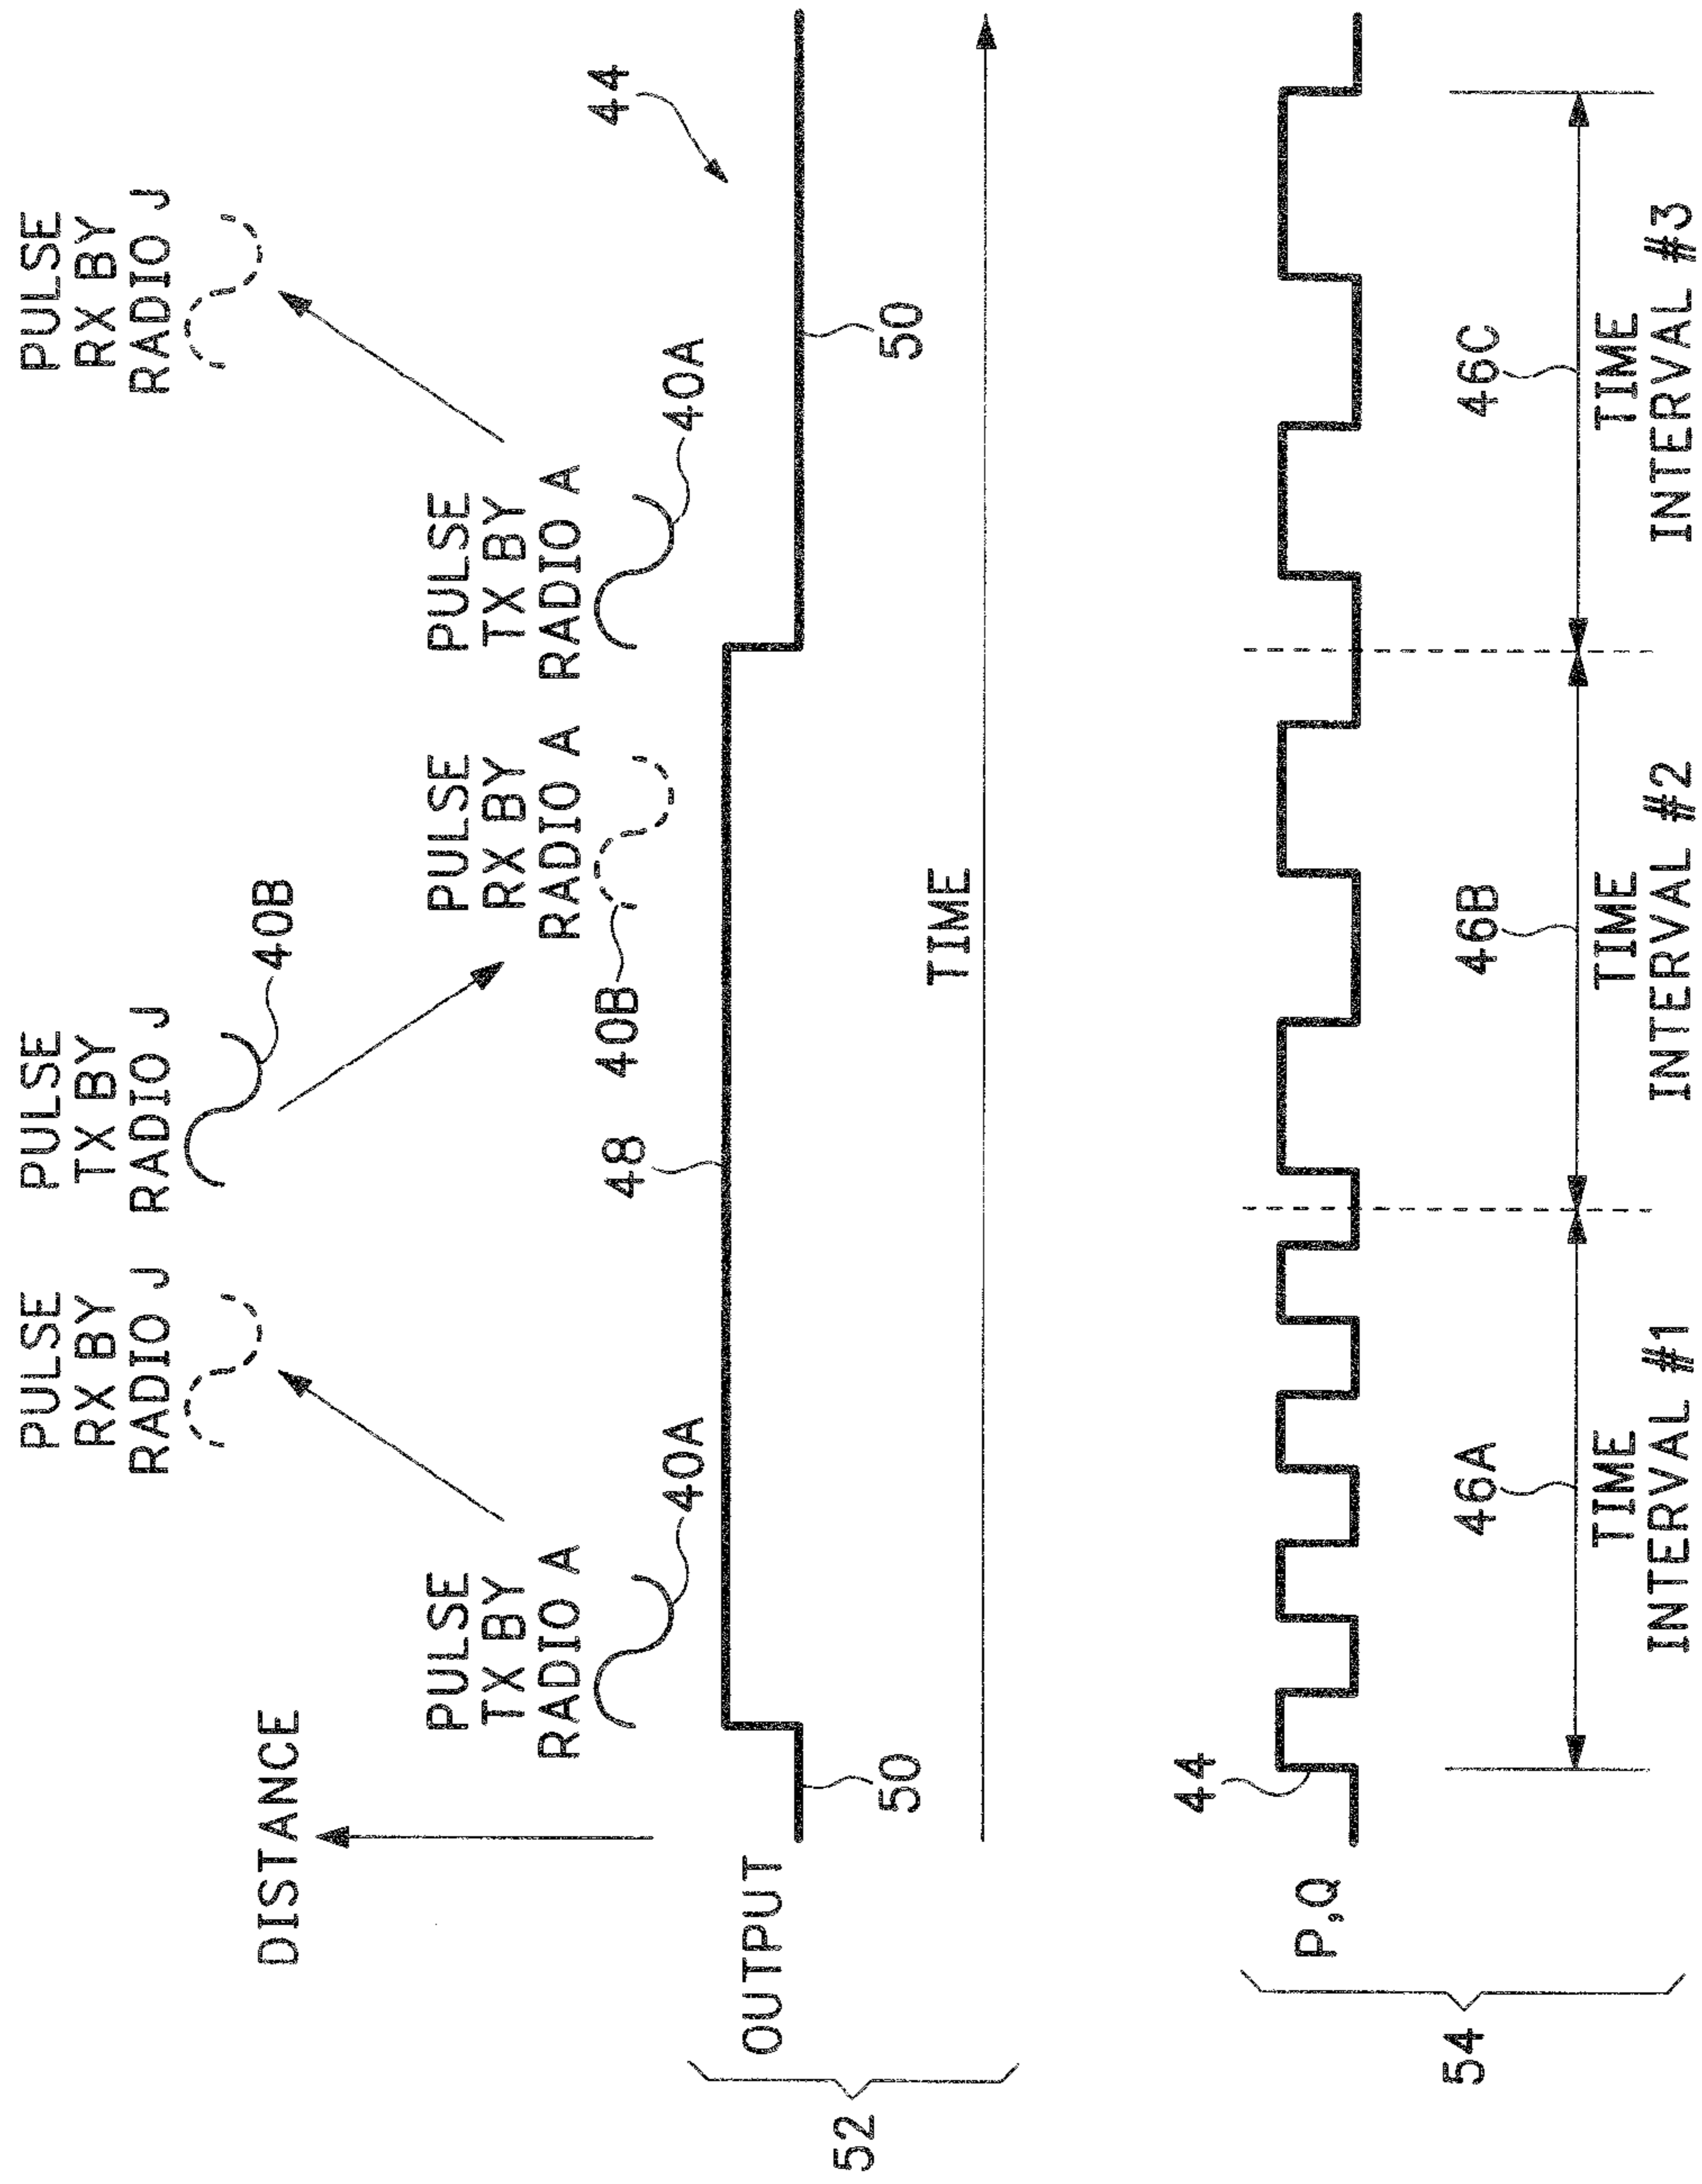 DISTANCE
PULSE
RX BY
RADIO J
PULSE
TX BY
RADIO J
40B
PULSE
RX BY
RADIO J
PULSE
TX BY
RADIO A
40A
PULSE
RX BY
RADIO A
40B
PULSE
TX BY
RADIO A
40A
OUTPUT
52
50
48
44
50
TIME
P,Q
54
44
46A
TIME
INTERVAL #1
46B
TIME
INTERVAL #2
46C
TIME
INTERVAL #3